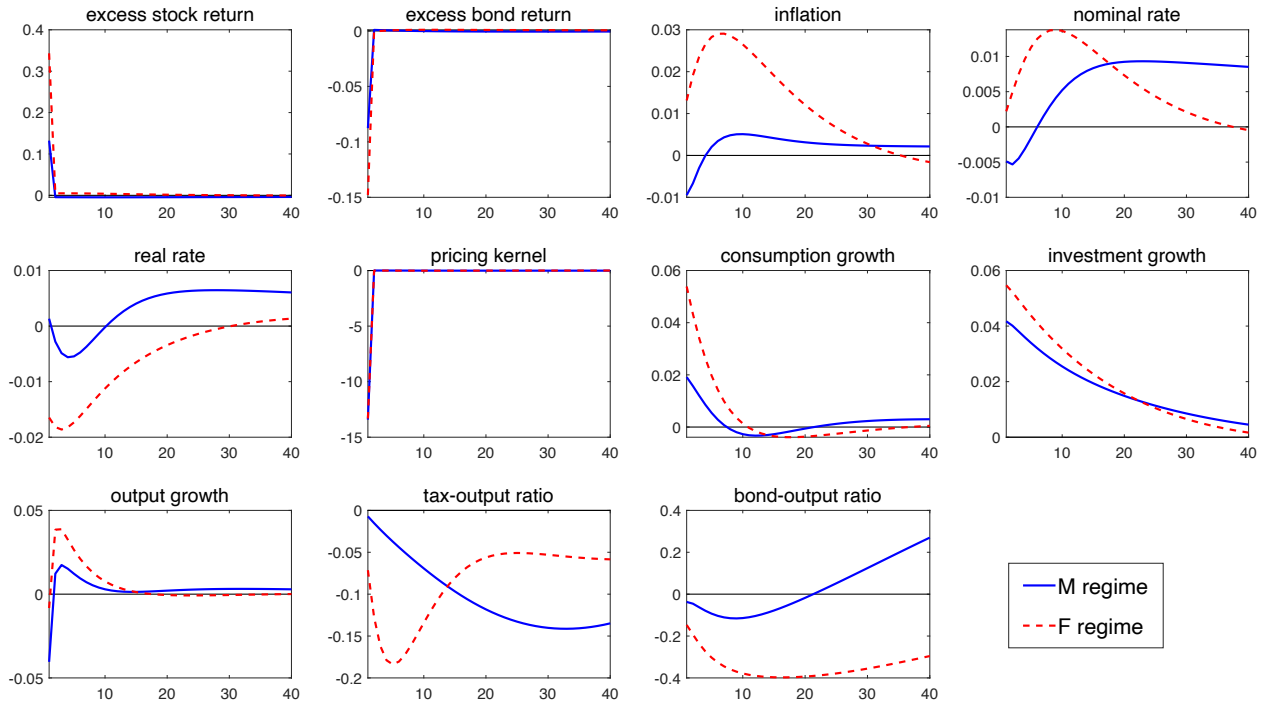 excess stock return
0.4
0.3
0.2
0.1
0
10 20 30 40
excess bond return
0
-0.05
-0.1
-0.15
10 20 30 40
inflation
0.03
0.02
0.01
0
-0.01
10 20 30 40
nominal rate
0.01
0.005
0
-0.005
-0.01
10 20 30 40
real rate
0.01
0
-0.01
-0.02
10 20 30 40
pricing kernel
0
-5
-10
-15
10 20 30 40
consumption growth
0.06
0.04
0.02
0
10 20 30 40
investment growth
0.06
0.04
0.02
0
10 20 30 40
output growth
0.05
0
-0.05
10 20 30 40
tax-output ratio
0
-0.05
-0.1
-0.15
-0.2
10 20 30 40
bond-output ratio
0.4
0.2
0
-0.2
-0.4
10 20 30 40
M regime
F regime